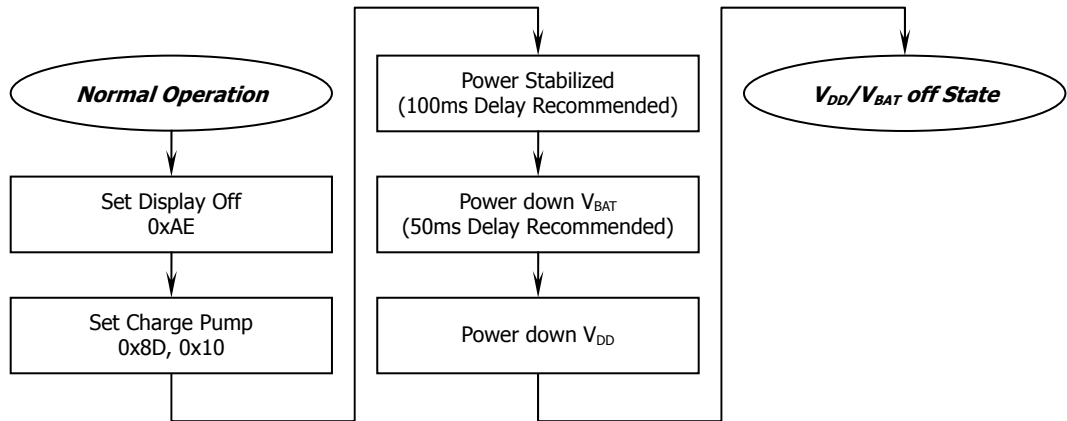 Normal Operation
Set Display Off
0xAE
Set Charge Pump
0x8D, 0x10
Power Stabilized
(100ms Delay Recommended)
Power down VBAT
(50ms Delay Recommended)
Power down VDD
VDD/VBAT off State